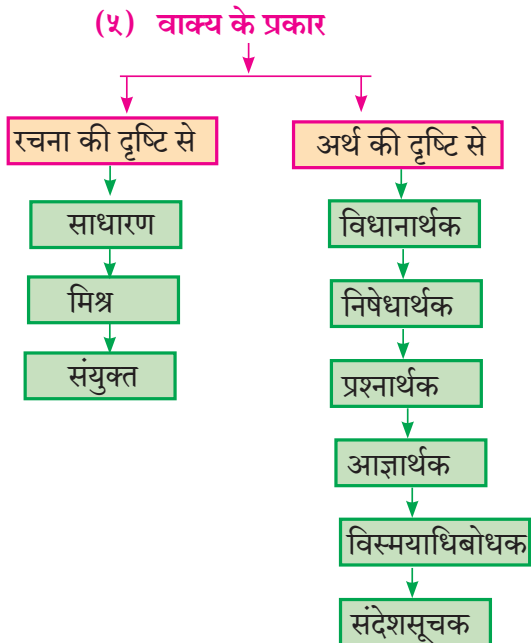 (५) वाक्य के प्रकार
रचना की दृष्टि से
साधारण
मिश्र
संयुक्त
अर्थ की दृष्टि से
विधानार्थक
निषेधार्थक
प्रश्नार्थक
आज्ञार्थक
विस्मयाधिबोधक
संदेशसूचक